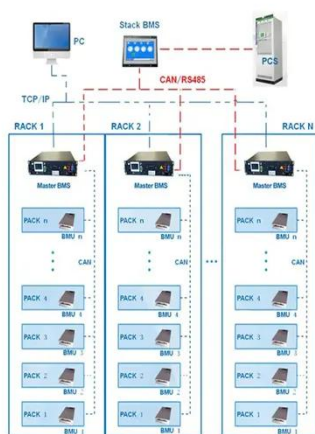 PC
Stack BMS
PCS
CAN/RS485
TCP/IP
RACK 1
RACK 2
RACK N
Master BMS
Master BMS
Master BMS
PACK n
BMU n
PACK n
BMU n
PACK n
BMU n
CAN
CAN
CAN
PACK 4
BMU 4
PACK 4
BMU 4
PACK 4
BMU 4
PACK 3
BMU 3
PACK 3
BMU 3
PACK 3
BMU 3
PACK 2
BMU 2
PACK 2
BMU 2
PACK 2
BMU 2
PACK 1
BMU 1
PACK 1
BMU 1
PACK 1
BMU 1